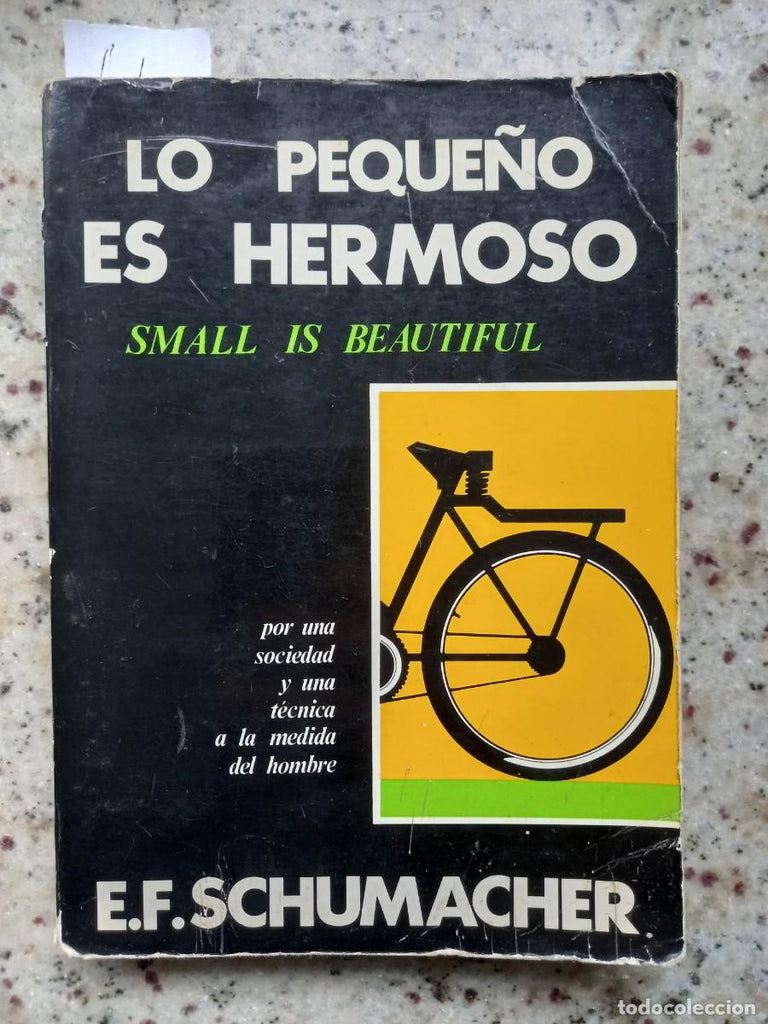 LO PEQUEÑO
ES HERMOSO
SMALL IS BEAUTIFUL
por una
sociedad
y una
técnica
a la medida
del hombre
E.F. SCHUMACHER
todocoleccion